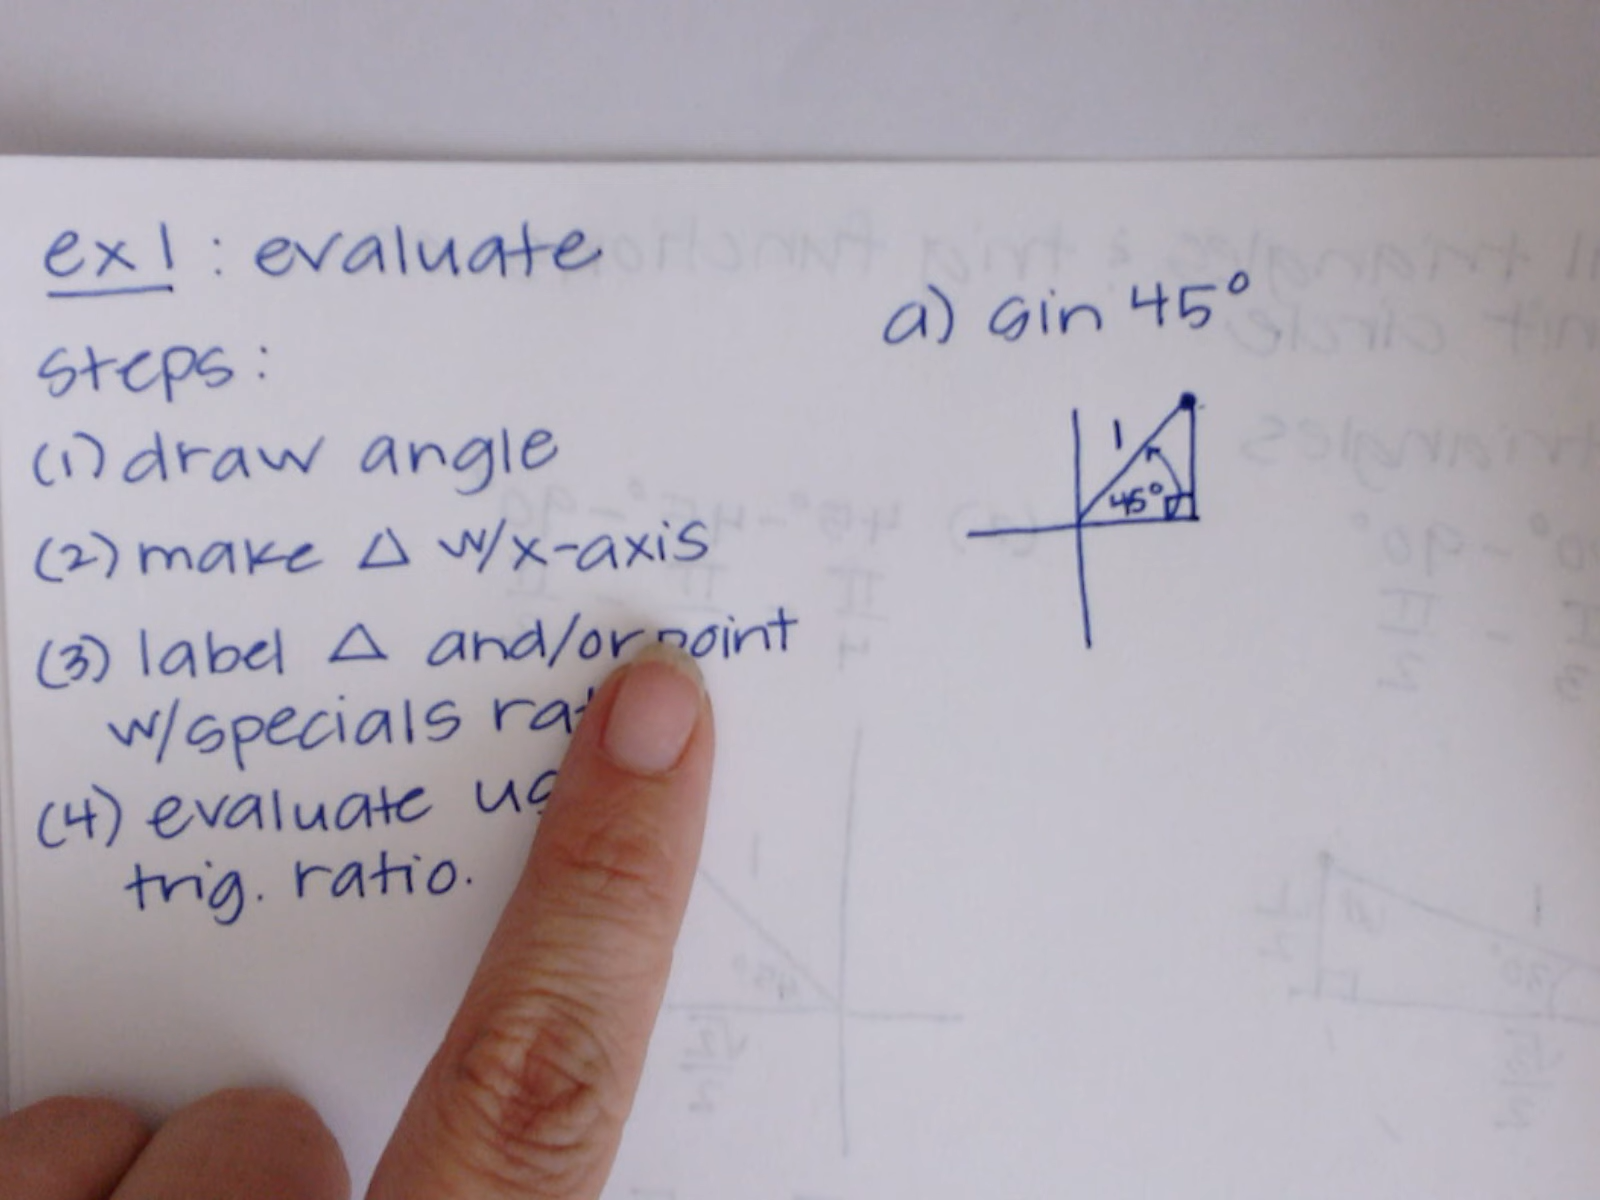 ex1: evaluate
steps:
(1) draw angle
(2) make △ w/x-axis
(3) label △ and/or point
w/specials
(4) evaluate
trig. ratio.
a) sin 45°
1
45°